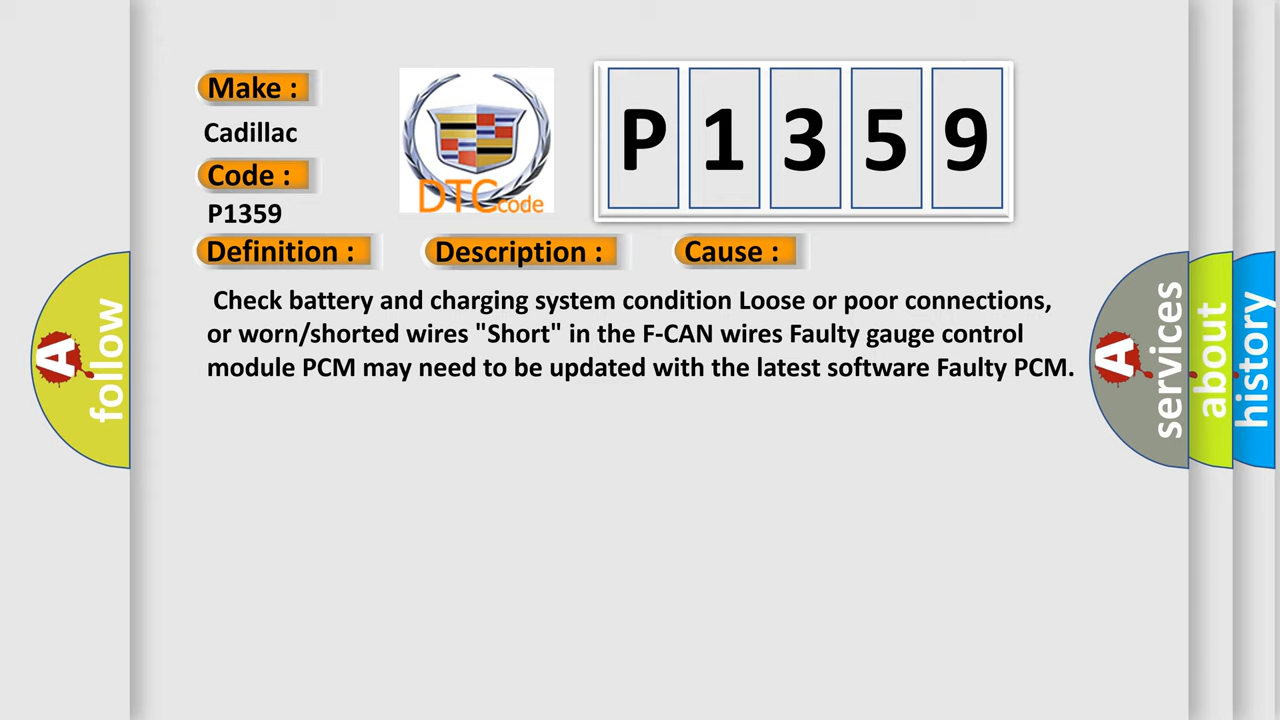 Make :
Cadillac
Code :
P1359
DTCcode
P 1 3 5 9
Definition :
Description :
Cause :
Check battery and charging system condition Loose or poor connections,
or worn/shorted wires "Short" in the F-CAN wires Faulty gauge control
module PCM may need to be updated with the latest software Faulty PCM.
A
follow
A
services
about
history